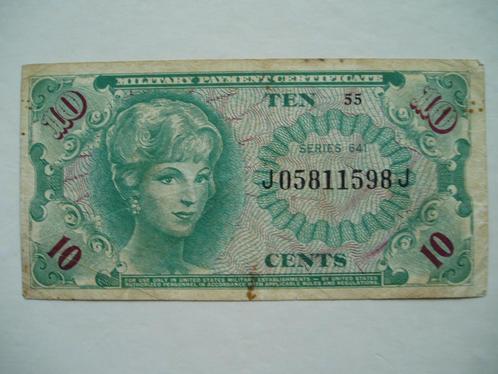 MILITARY PAYMENT CERTIFICATE
10 TEN 55 10
SERIES 641
J05811598J
10 CENTS 10
FOR USE ONLY IN UNITED STATES MILITARY ESTABLISHMENTS — BY UNITED STATES
AUTHORIZED PERSONNEL IN ACCORDANCE WITH APPLICABLE RULES AND REGULATIONS.